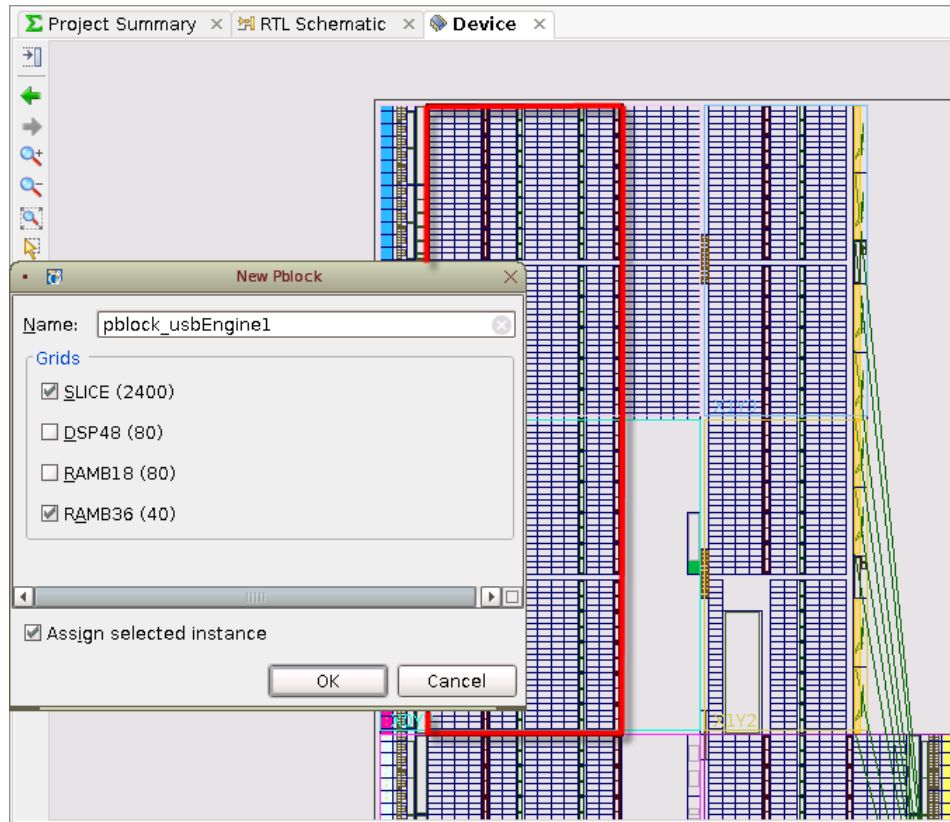 Project Summary
RTL Schematic
Device
New Pblock
Name: pblock_usbEngine1
Grids
SLICE (2400)
DSP48 (80)
RAMB18 (80)
RAMB36 (40)
Assign selected instance
OK
Cancel
X1Y2